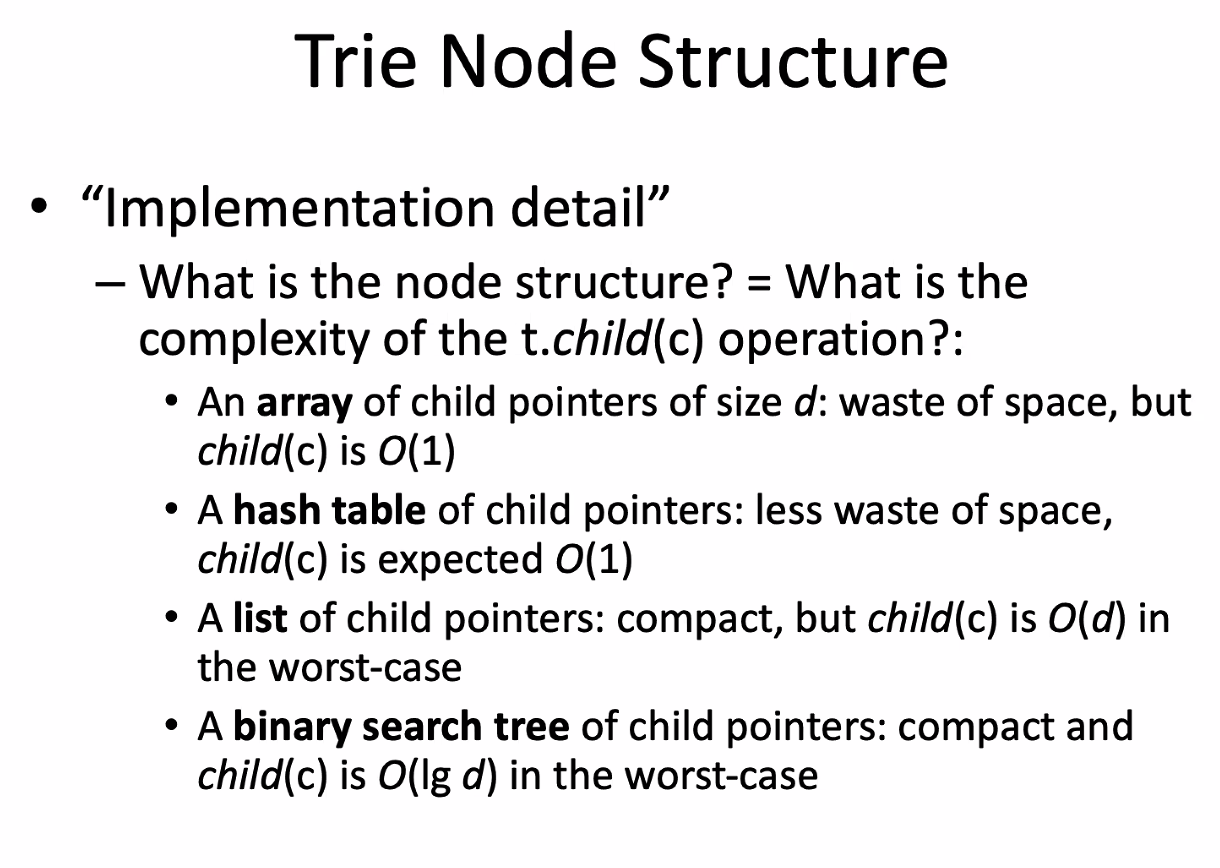 Trie Node Structure
• “Implementation detail”
– What is the node structure? = What is the
complexity of the t.child(c) operation?:
• An array of child pointers of size d: waste of space, but
child(c) is O(1)
• A hash table of child pointers: less waste of space,
child(c) is expected O(1)
• A list of child pointers: compact, but child(c) is O(d) in
the worst-case
• A binary search tree of child pointers: compact and
child(c) is O(lg d) in the worst-case